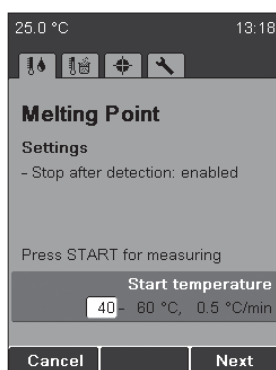 25.0 °C 13:18
Melting Point
Settings
- Stop after detection: enabled
Press START for measuring
Start temperature
40 - 60 °C, 0.5 °C/min
Cancel Next